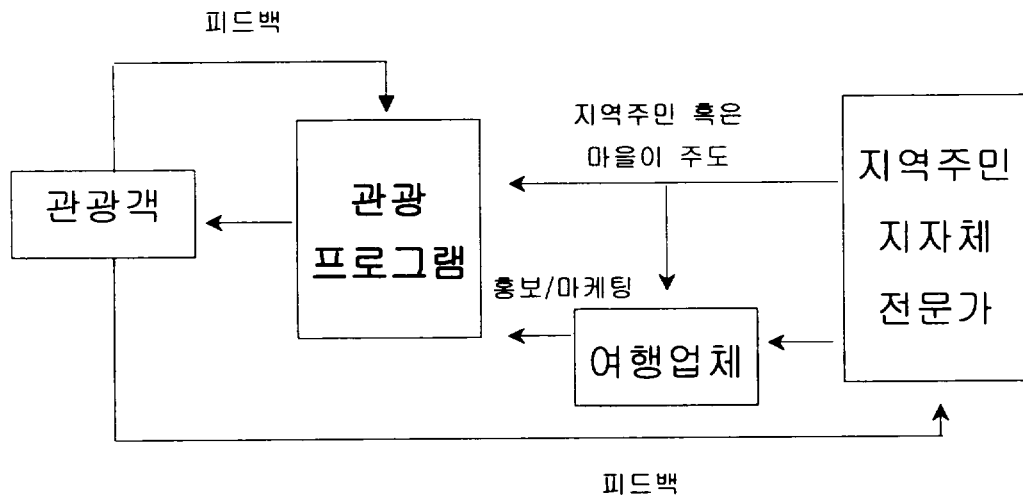 피드백
관광객
관광
프로그램
지역주민 혹은
마을이 주도
홍보/마케팅
여행업체
지역주민
지자체
전문가
피드백